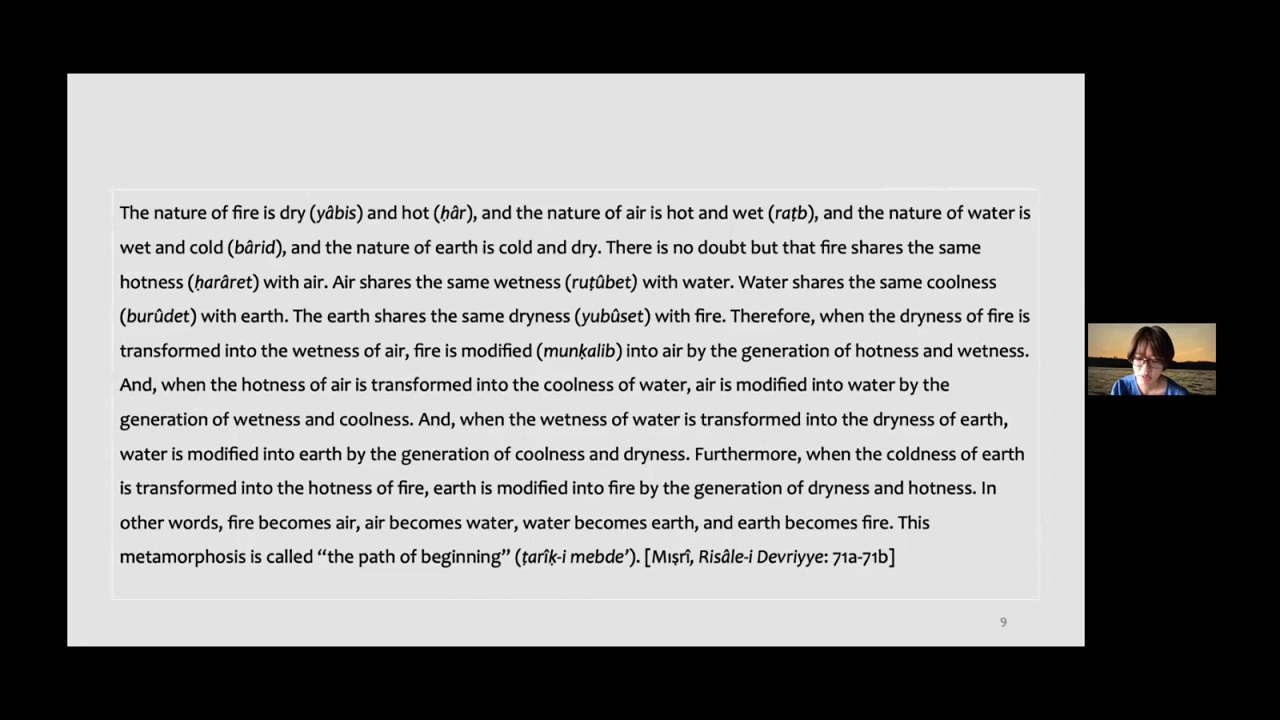 The nature of fire is dry (yâbis) and hot (ḥâr), and the nature of air is hot and wet (raṭb), and the nature of water is
wet and cold (bârid), and the nature of earth is cold and dry. There is no doubt but that fire shares the same
hotness (ḥarâret) with air. Air shares the same wetness (ruṭûbet) with water. Water shares the same coolness
(burûdet) with earth. The earth shares the same dryness (yubûset) with fire. Therefore, when the dryness of fire is
transformed into the wetness of air, fire is modified (munḳalib) into air by the generation of hotness and wetness.
And, when the hotness of air is transformed into the coolness of water, air is modified into water by the
generation of wetness and coolness. And, when the wetness of water is transformed into the dryness of earth,
water is modified into earth by the generation of coolness and dryness. Furthermore, when the coldness of earth
is transformed into the hotness of fire, earth is modified into fire by the generation of dryness and hotness. In
other words, fire becomes air, air becomes water, water becomes earth, and earth becomes fire. This
metamorphosis is called “the path of beginning” (ṭarîḳ-i mebde’). [Mıṣrî, Risâle-i Devriyye: 71a-71b]
9